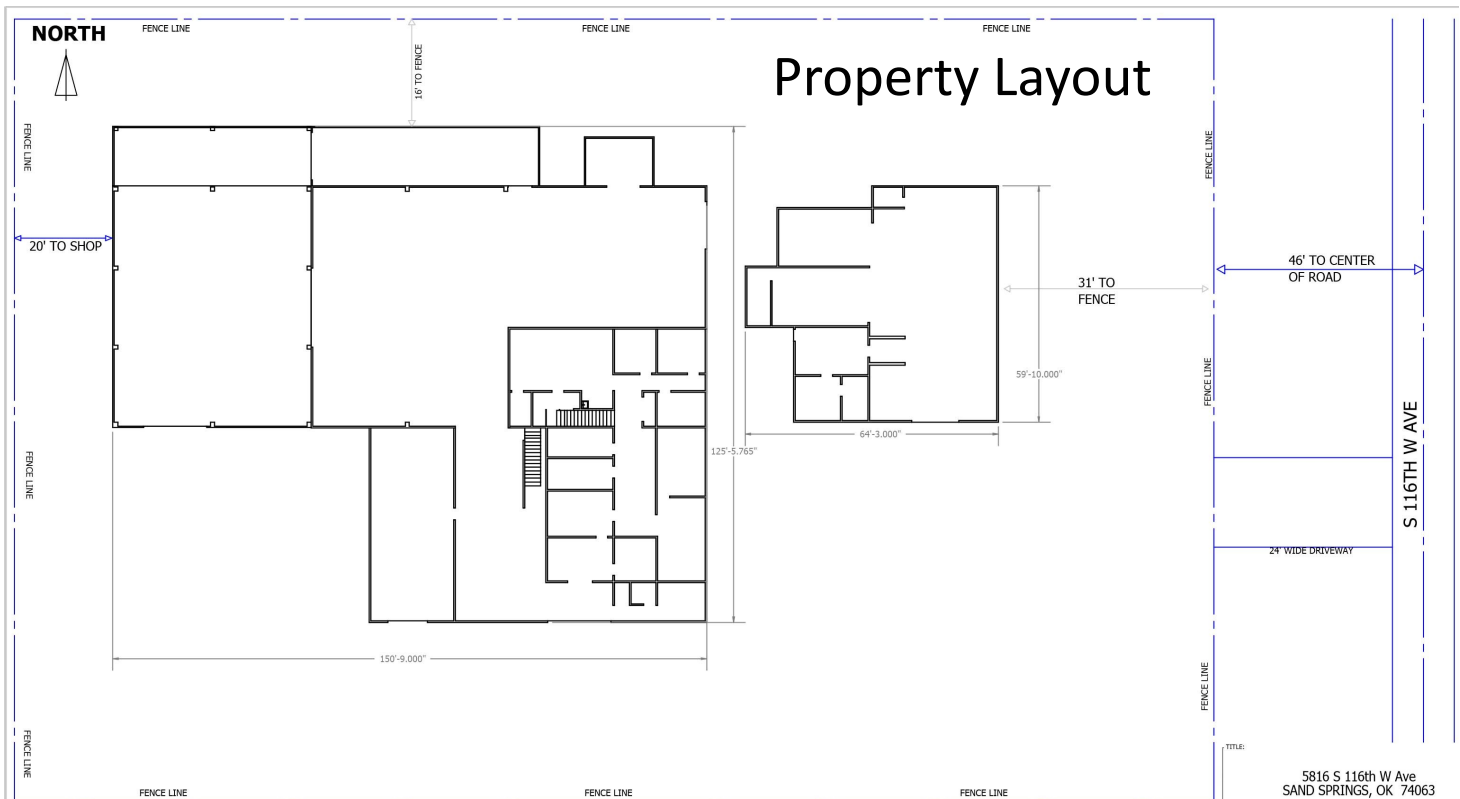 NORTH
FENCE LINE
FENCE LINE
FENCE LINE
Property Layout
16' TO FENCE
FENCE LINE
FENCE LINE
20' TO SHOP
46' TO CENTER
OF ROAD
31' TO
FENCE
59'-10.000"
FENCE LINE
64'-3.000"
125'-5.765"
S 116TH W AVE
FENCE LINE
24' WIDE DRIVEWAY
150'-9.000"
FENCE LINE
FENCE LINE
TITLE:
5816 S 116th W Ave
SAND SPRINGS, OK 74063
FENCE LINE
FENCE LINE
FENCE LINE